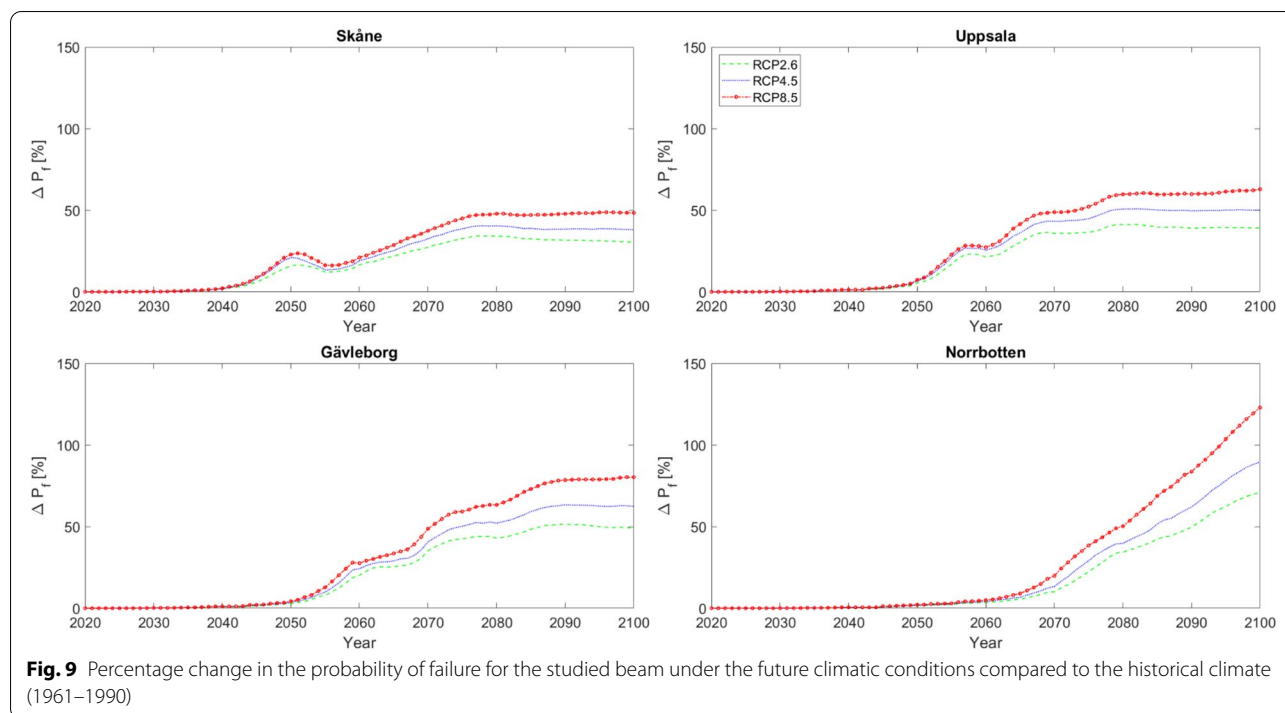 Skåne
150
100
50
0
Δ P_f [%]
2020 2030 2040 2050 2060 2070 2080 2090 2100
Year
Uppsala
RCP2.6
RCP4.5
RCP8.5
150
100
50
0
Δ P_f [%]
2020 2030 2040 2050 2060 2070 2080 2090 2100
Year
Gävleborg
150
100
50
0
Δ P_f [%]
2020 2030 2040 2050 2060 2070 2080 2090 2100
Year
Norrbotten
150
100
50
0
Δ P_f [%]
2020 2030 2040 2050 2060 2070 2080 2090 2100
Year
Fig. 9 Percentage change in the probability of failure for the studied beam under the future climatic conditions compared to the historical climate
(1961–1990)